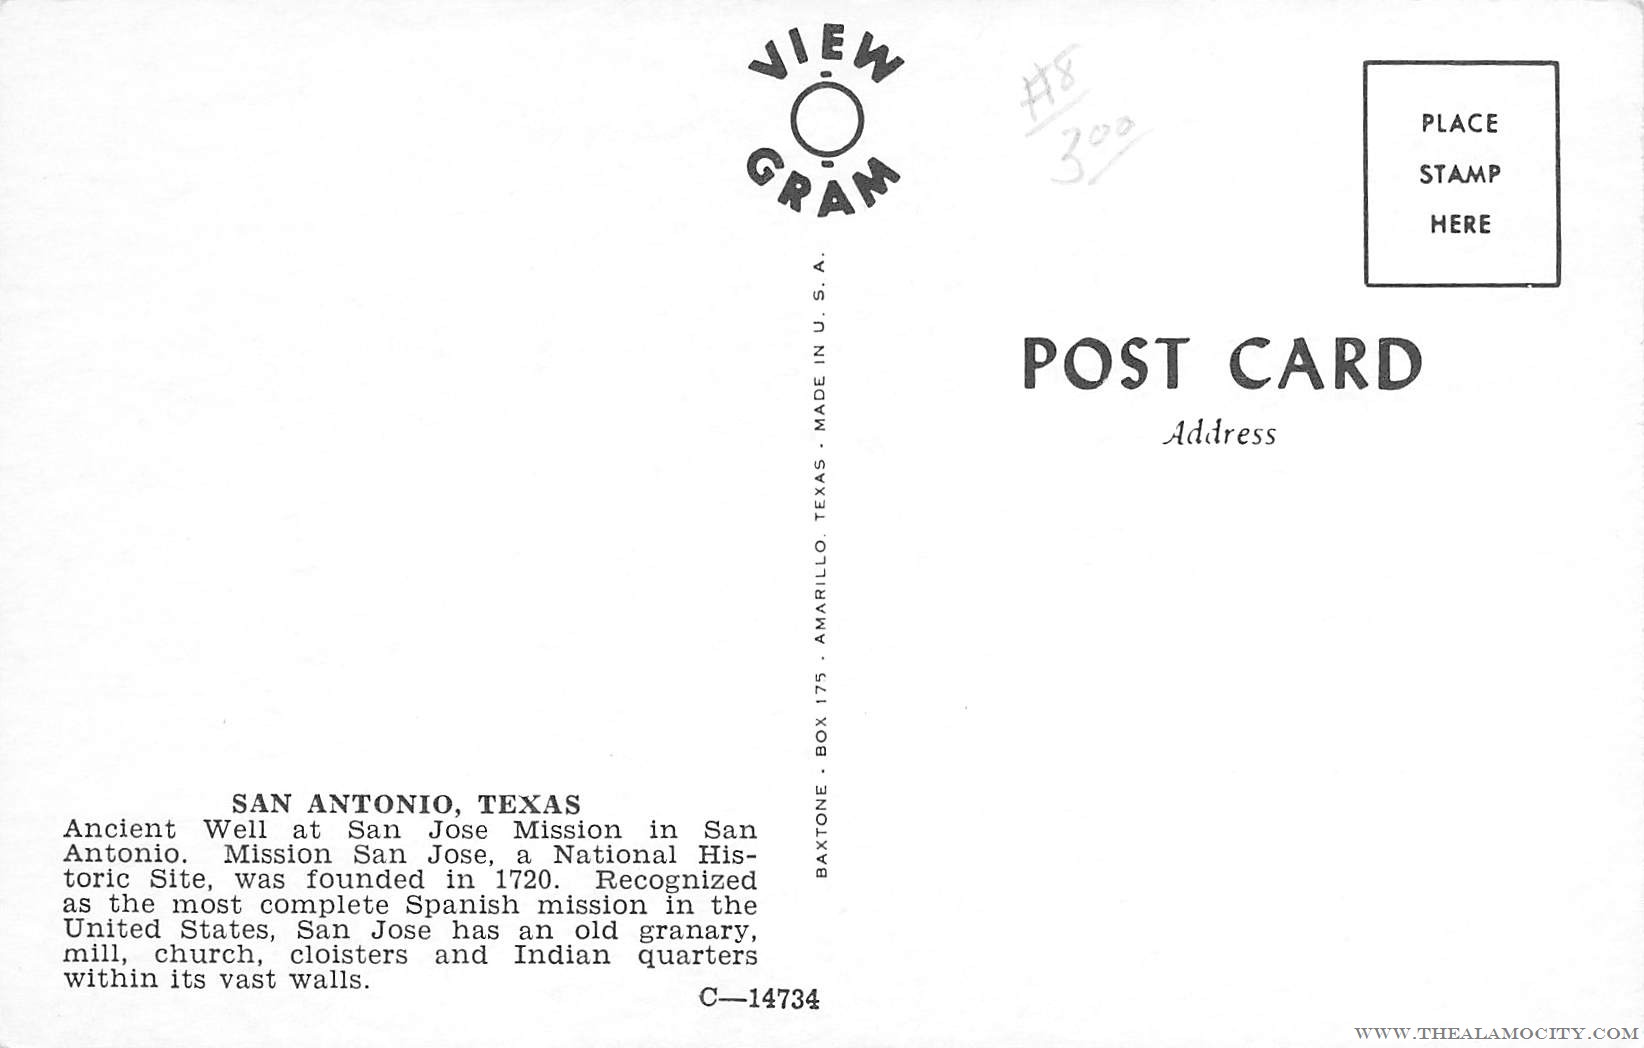 VIEW
GRAM
#8
3 00
PLACE
STAMP
HERE
POST CARD
Address
BAXTONE · BOX 175 · AMARILLO, TEXAS · MADE IN U. S. A.
SAN ANTONIO, TEXAS
Ancient Well at San Jose Mission in San
Antonio. Mission San Jose, a National His-
toric Site, was founded in 1720. Recognized
as the most complete Spanish mission in the
United States, San Jose has an old granary,
mill, church, cloisters and Indian quarters
within its vast walls.
C—14734
WWW.THEALAMOCITY.COM